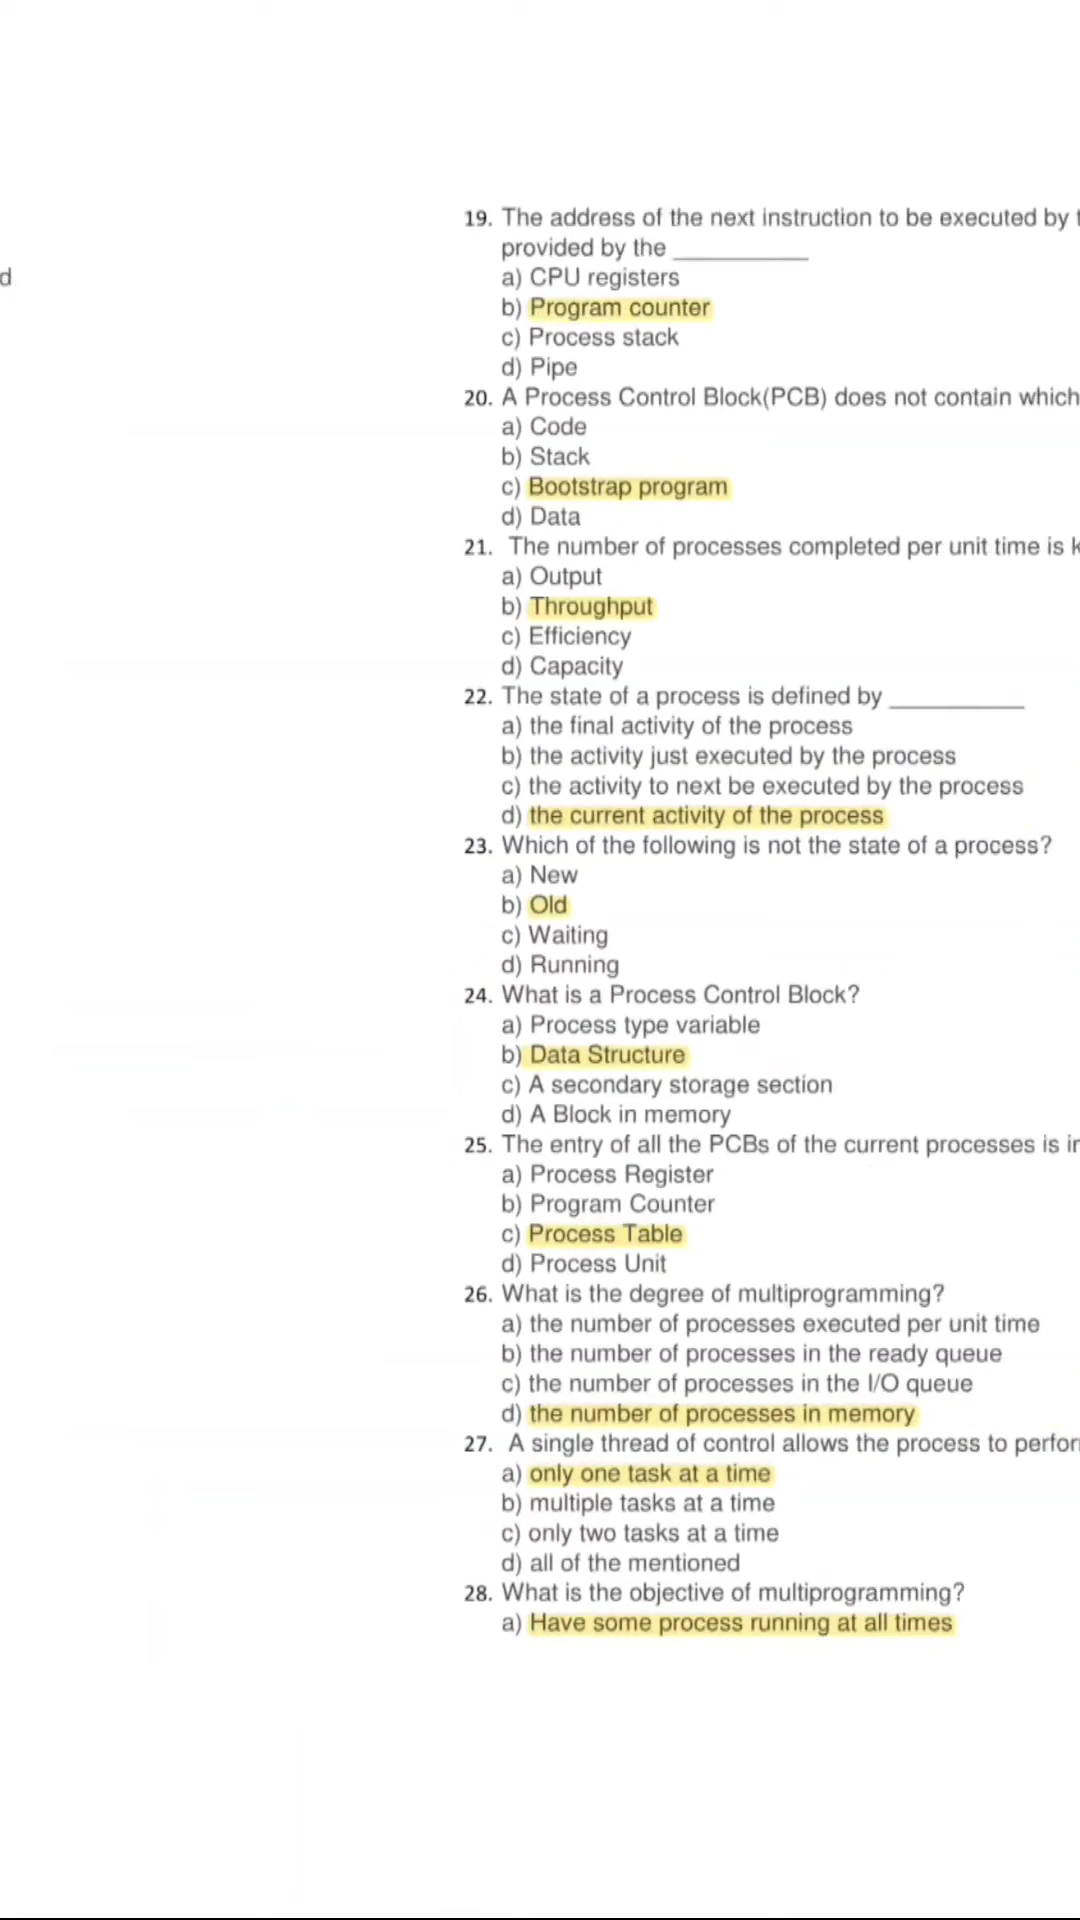 d
19. The address of the next instruction to be executed by
provided by the __________
a) CPU registers
b) Program counter
c) Process stack
d) Pipe
20. A Process Control Block(PCB) does not contain which
a) Code
b) Stack
c) Bootstrap program
d) Data
21. The number of processes completed per unit time is
a) Output
b) Throughput
c) Efficiency
d) Capacity
22. The state of a process is defined by __________
a) the final activity of the process
b) the activity just executed by the process
c) the activity to next be executed by the process
d) the current activity of the process
23. Which of the following is not the state of a process?
a) New
b) Old
c) Waiting
d) Running
24. What is a Process Control Block?
a) Process type variable
b) Data Structure
c) A secondary storage section
d) A Block in memory
25. The entry of all the PCBs of the current processes is
a) Process Register
b) Program Counter
c) Process Table
d) Process Unit
26. What is the degree of multiprogramming?
a) the number of processes executed per unit time
b) the number of processes in the ready queue
c) the number of processes in the I/O queue
d) the number of processes in memory
27. A single thread of control allows the process to
a) only one task at a time
b) multiple tasks at a time
c) only two tasks at a time
d) all of the mentioned
28. What is the objective of multiprogramming?
a) Have some process running at all times